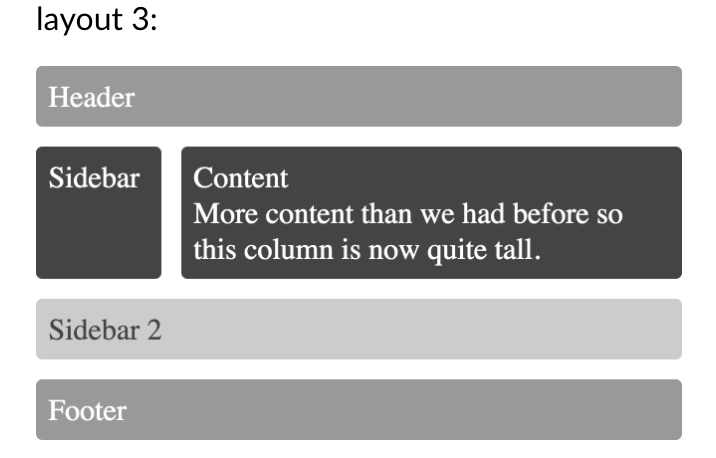 layout 3:
Header
Sidebar
Content
More content than we had before so
this column is now quite tall.
Sidebar 2
Footer